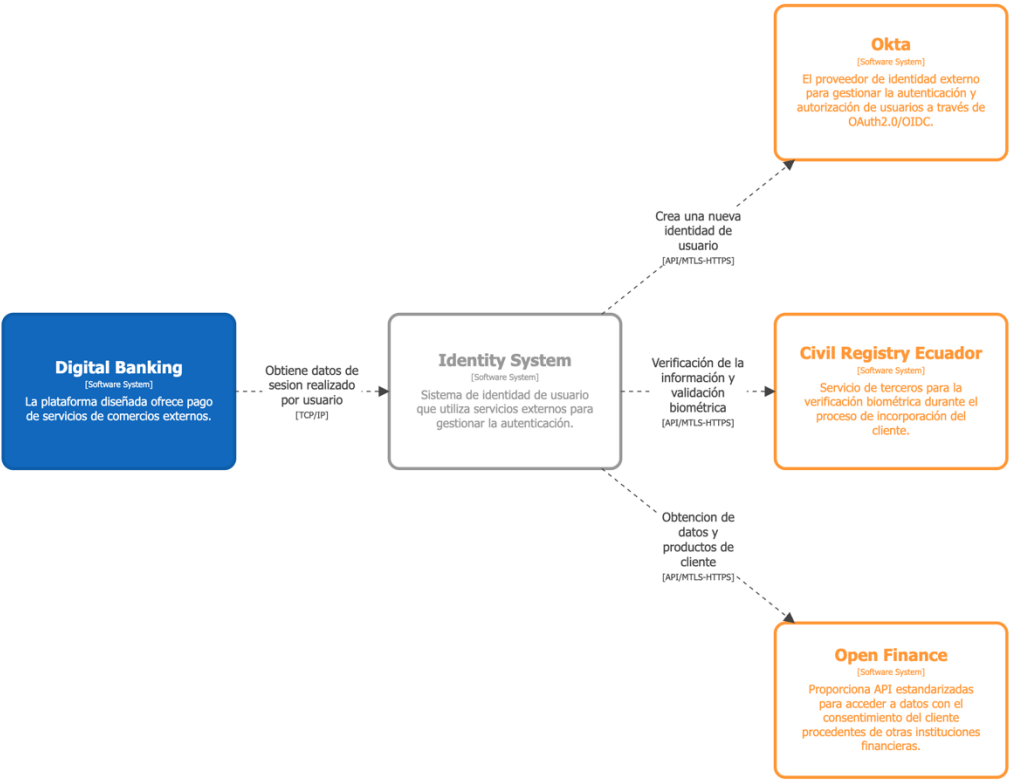 Okta
[Software System]
El proveedor de identidad externo
para gestionar la autenticación y
autorización de usuarios a través de
OAuth2.0/OIDC.
Crea una nueva
identidad de
usuario
[API/MTLS-HTTPS]
Digital Banking
[Software System]
La plataforma diseñada ofrece pago
de servicios de comercios externos.
Obtiene datos de
sesion realizado
por usuario
[TCP/IP]
Identity System
[Software System]
Sistema de identidad de usuario
que utiliza servicios externos para
gestionar la autenticación.
Verificación de la
información y
validación
biométrica
[API/MTLS-HTTPS]
Civil Registry Ecuador
[Software System]
Servicio de terceros para la
verificación biométrica durante el
proceso de incorporación del
cliente.
Obtencion de
datos y
productos de
cliente
[API/MTLS-HTTPS]
Open Finance
[Software System]
Proporciona API estandarizadas
para acceder a datos con el
consentimiento del cliente
procedentes de otras instituciones
financieras.